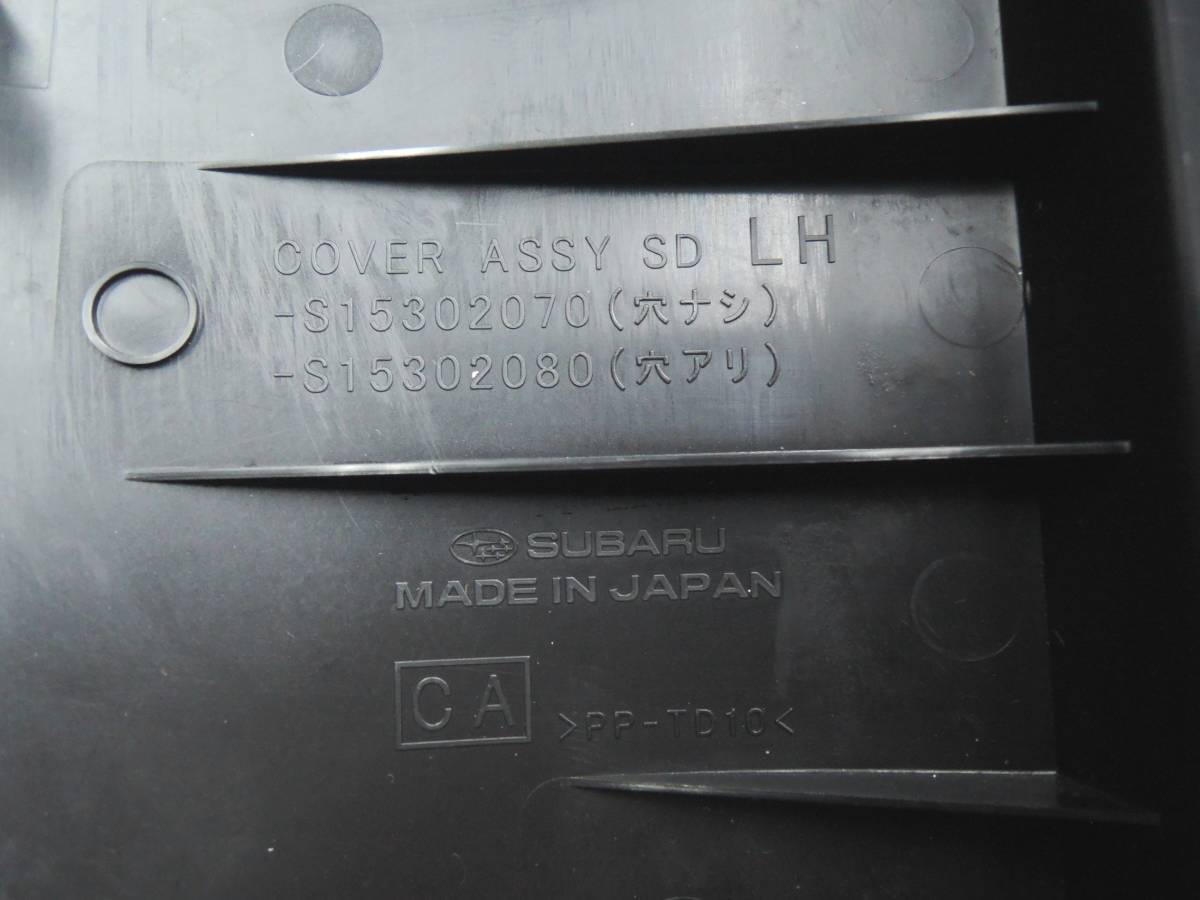 COVER ASSY SD LH
-S15302070(穴ナシ)
-S15302080(穴アリ)
SUBARU
MADE IN JAPAN
CA
>PP-TD10<